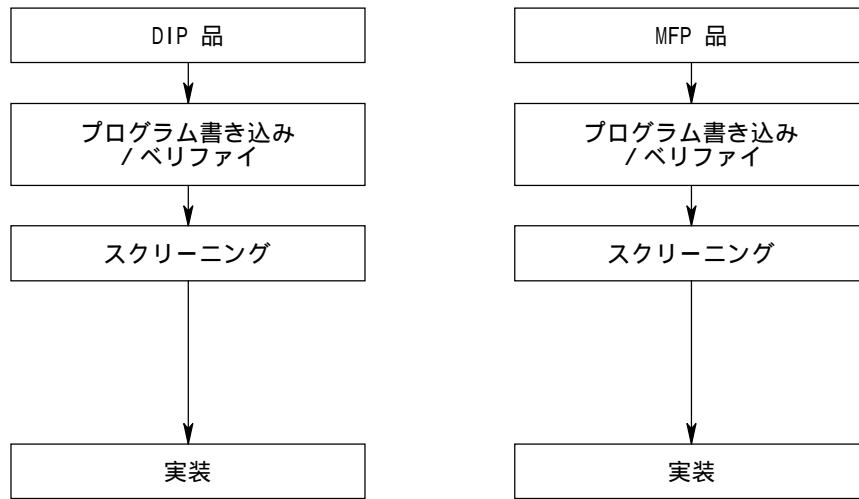 DIP 品
プログラム書き込み
/ベリファイ
スクリーニング
実装
MFP 品
プログラム書き込み
/ベリファイ
スクリーニング
実装